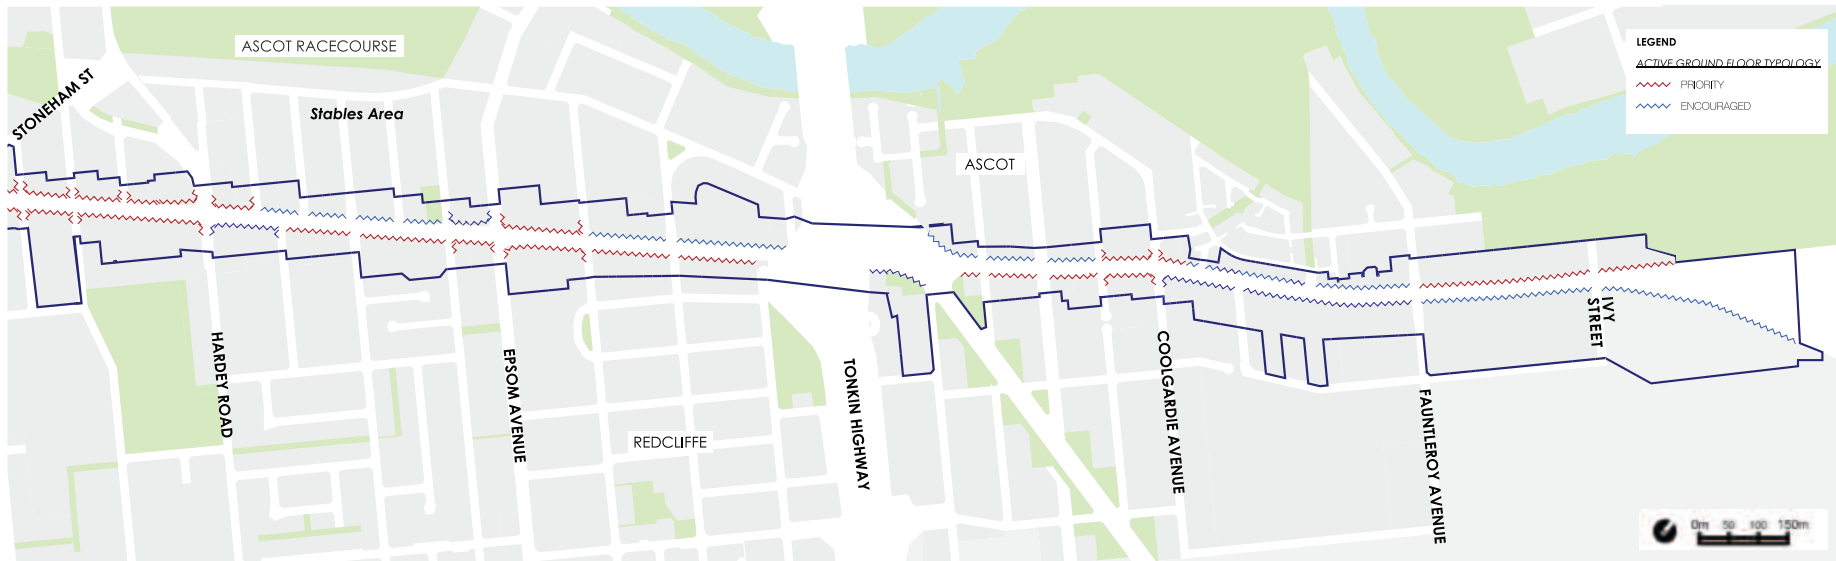 ASCOT RACECOURSE
STONEHAM ST
Stables Area
ASCOT
LEGEND
ACTIVE GROUND FLOOR TYPOLOGY
PRIORITY
ENCOURAGED
HARDEY ROAD
EPSOM AVENUE
REDCLIFFE
TONKIN HIGHWAY
COOLGARDIE AVENUE
FAUNTLEROY AVENUE
IVY
STREET
0m 50 100 150m